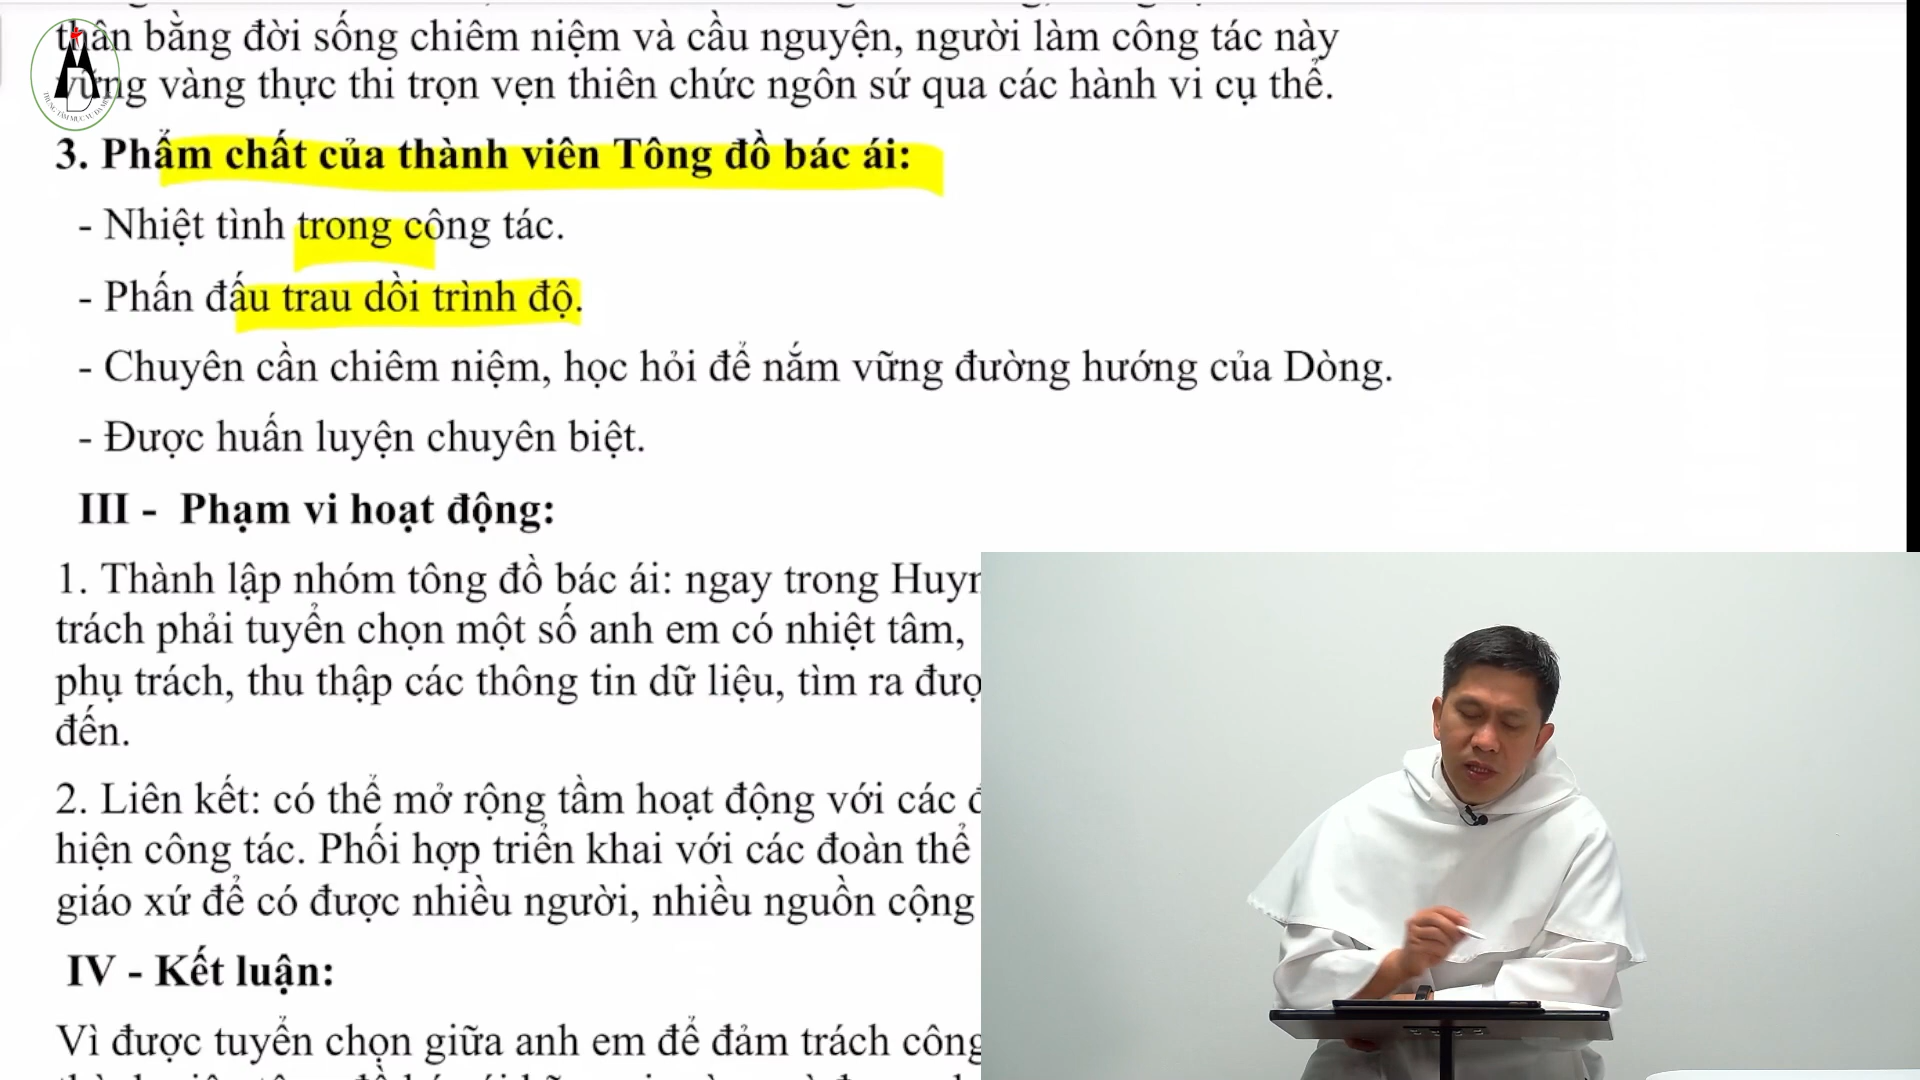 thân bằng đời sống chiêm niệm và cầu nguyện, người làm công tác này
vững vàng thực thi trọn vẹn thiên chức ngôn sứ qua các hành vi cụ thể.
3. Phẩm chất của thành viên Tông đồ bác ái:
- Nhiệt tình trong công tác.
- Phấn đấu trau dồi trình độ.
- Chuyên cần chiêm niệm, học hỏi để nắm vững đường hướng của Dòng.
- Được huấn luyện chuyên biệt.
III - Phạm vi hoạt động:
1. Thành lập nhóm tông đồ bác ái: ngay trong
trách phải tuyển chọn một số anh em có nhiệt tâm,
phụ trách, thu thập các thông tin dữ liệu, tìm ra
đến.
2. Liên kết: có thể mở rộng tầm hoạt động với các
hiện công tác. Phối hợp triển khai với các đoàn thể
giáo xứ để có được nhiều người, nhiều nguồn cộng
IV - Kết luận:
Vì được tuyển chọn giữa anh em để đảm trách công